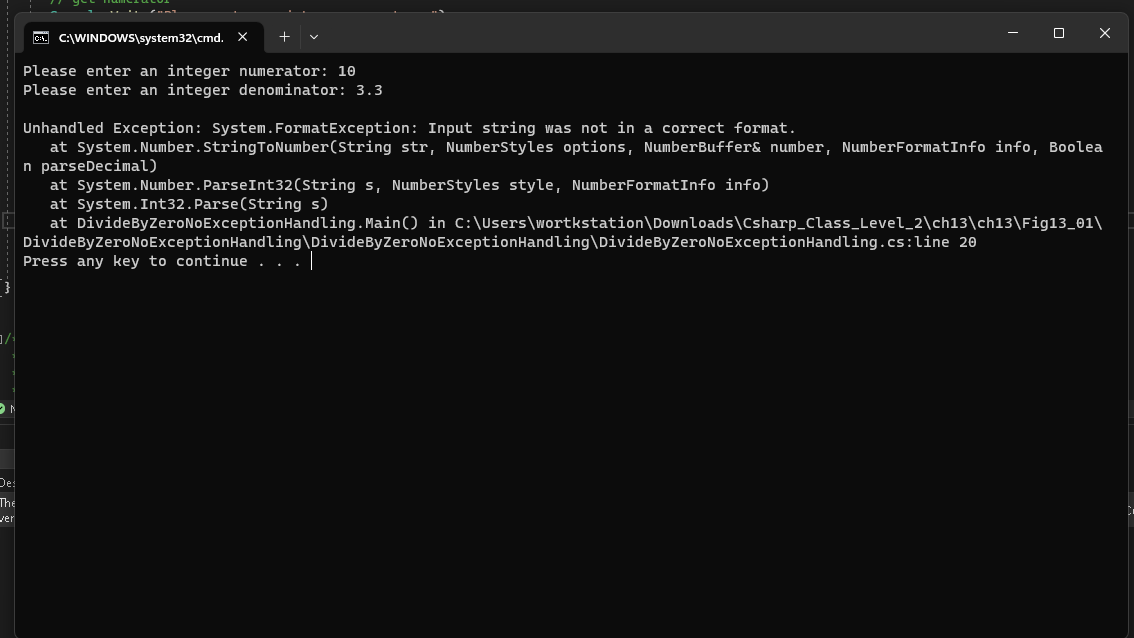 // get numerator
C:\WINDOWS\system32\cmd.
Please enter an integer numerator: 10
Please enter an integer denominator: 3.3
Unhandled Exception: System.FormatException: Input string was not in a correct format.
at System.Number.StringToNumber(String str, NumberStyles options, NumberBuffer& number, NumberFormatInfo info, Boolea
n parseDecimal)
at System.Number.ParseInt32(String s, NumberStyles style, NumberFormatInfo info)
at System.Int32.Parse(String s)
at DivideByZeroNoExceptionHandling.Main() in C:\Users\wortkstation\Downloads\Csharp_Class_Level_2\ch13\ch13\Fig13_01\
DivideByZeroNoExceptionHandling\DivideByZeroNoExceptionHandling.cs:line 20
Press any key to continue . . .
}
/*
*
*
*
N
Des
The
ver